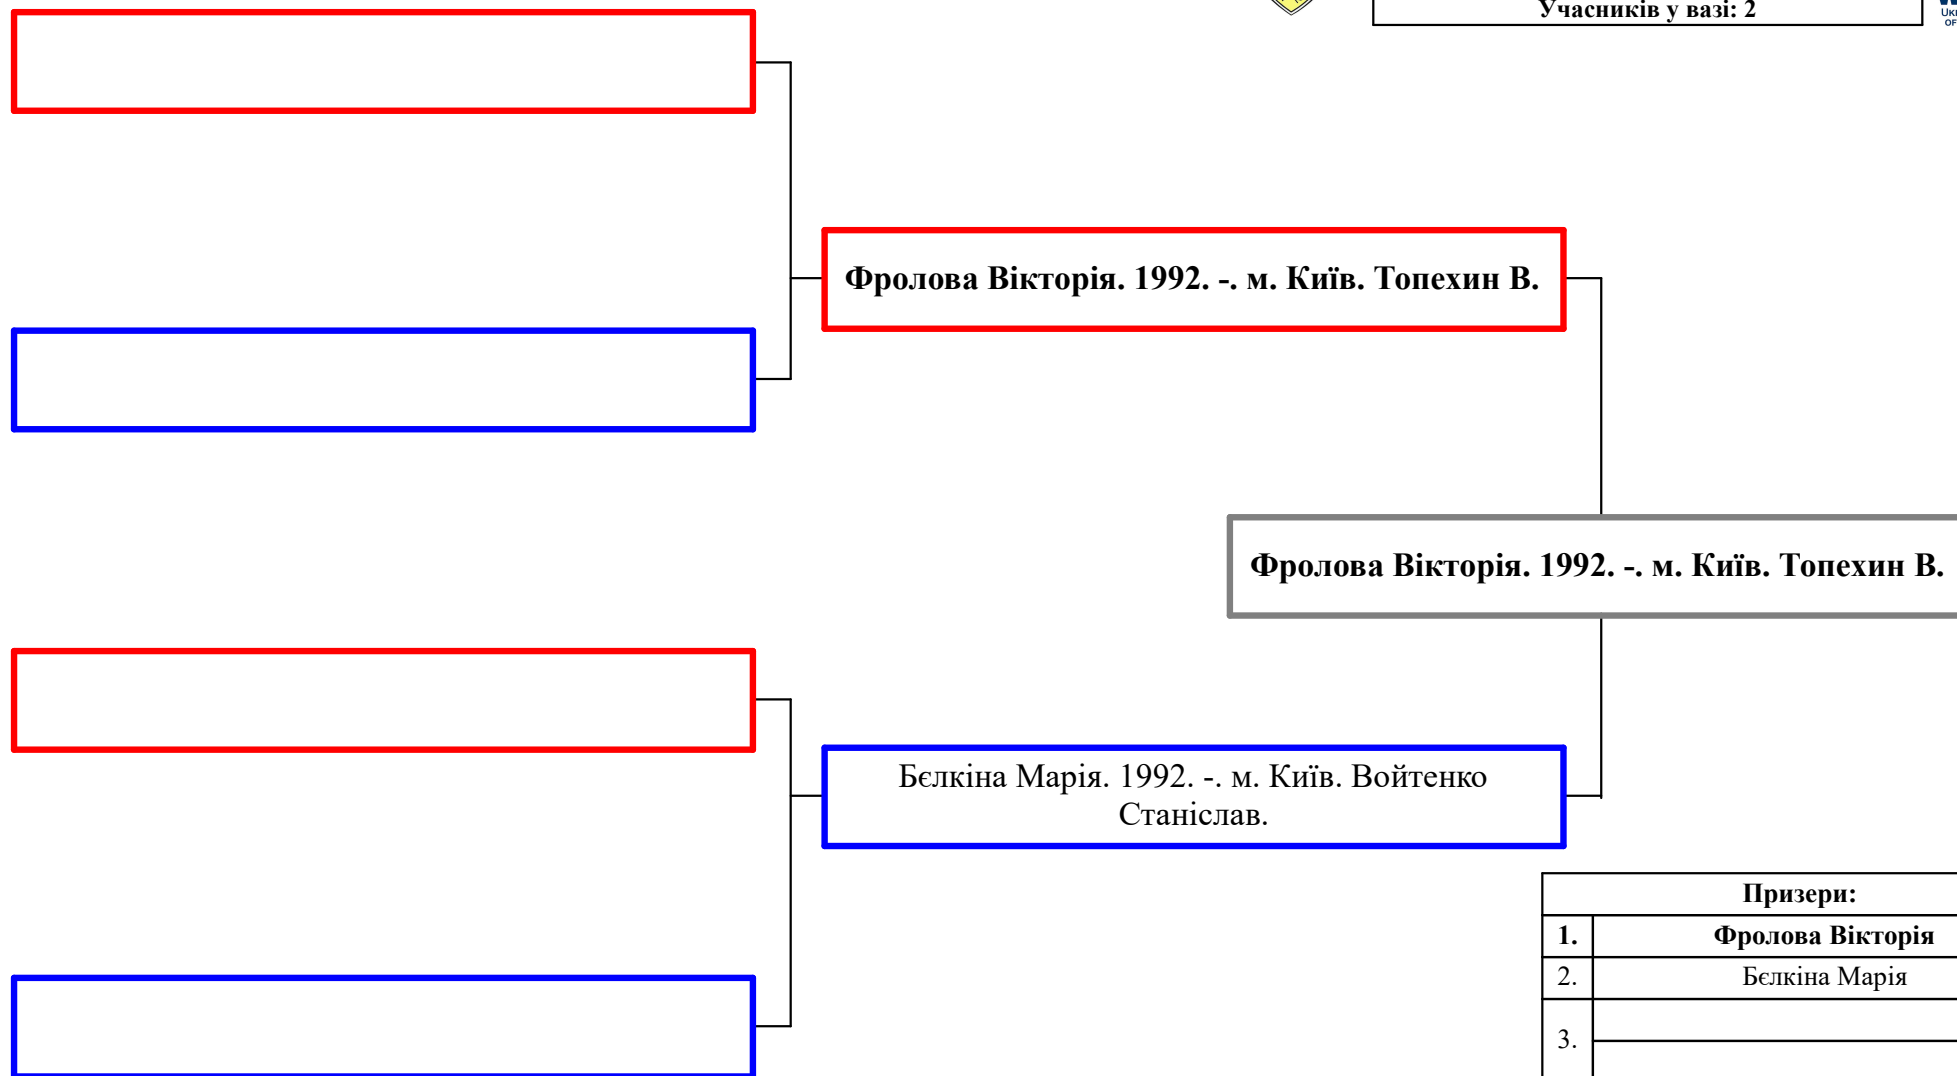 Учасників у вазі: 2
Фролова Вікторія. 1992. -. м. Київ. Топехин В.
Фролова Вікторія. 1992. -. м. Київ. Топехин В.
Бєлкіна Марія. 1992. -. м. Київ. Войтенко
Станіслав.
Призери:
1. Фролова Вікторія
2. Бєлкіна Марія
3.